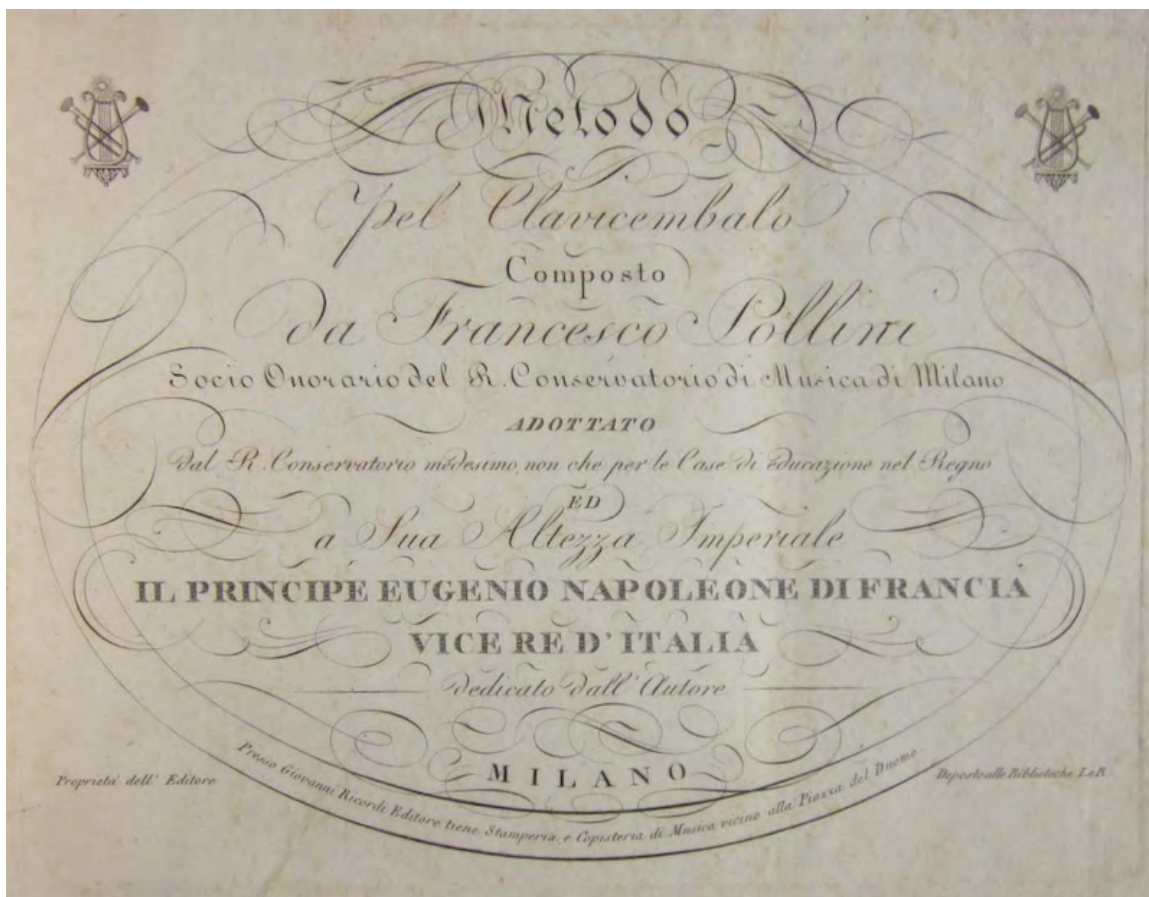 Metodo
pel Clavicembalo
Composto
da Francesco Pollini
Socio Onorario del R. Conservatorio di Musica di Milano
ADOTTATO
dal R. Conservatorio medesimo, non che per le Case di educazione nel Regno
ED
a Sua Altezza Imperiale
IL PRINCIPE EUGENIO NAPOLEONE DI FRANCIA
VICE RE D'ITALIA
dedicato dall'Autore
MILANO
Proprietà dell' Editore
Presso Giovanni Ricordi Editore tiene Stamperia e Copisteria di Musica vicino alla Piazza del Duomo
Deposto alle Biblioteche I. e R.